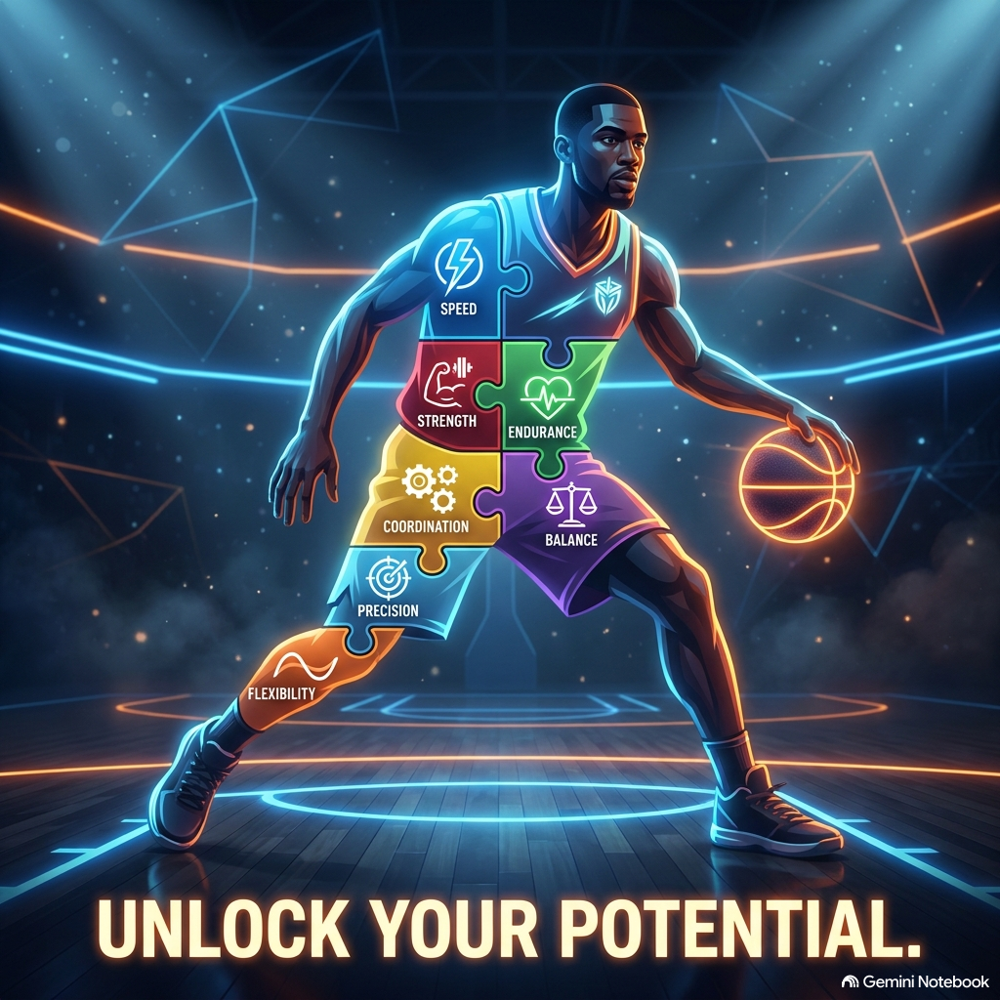 SPEED
STRENGTH
ENDURANCE
COORDINATION
BALANCE
PRECISION
FLEXIBILITY
UNLOCK YOUR POTENTIAL.
Gemini Notebook